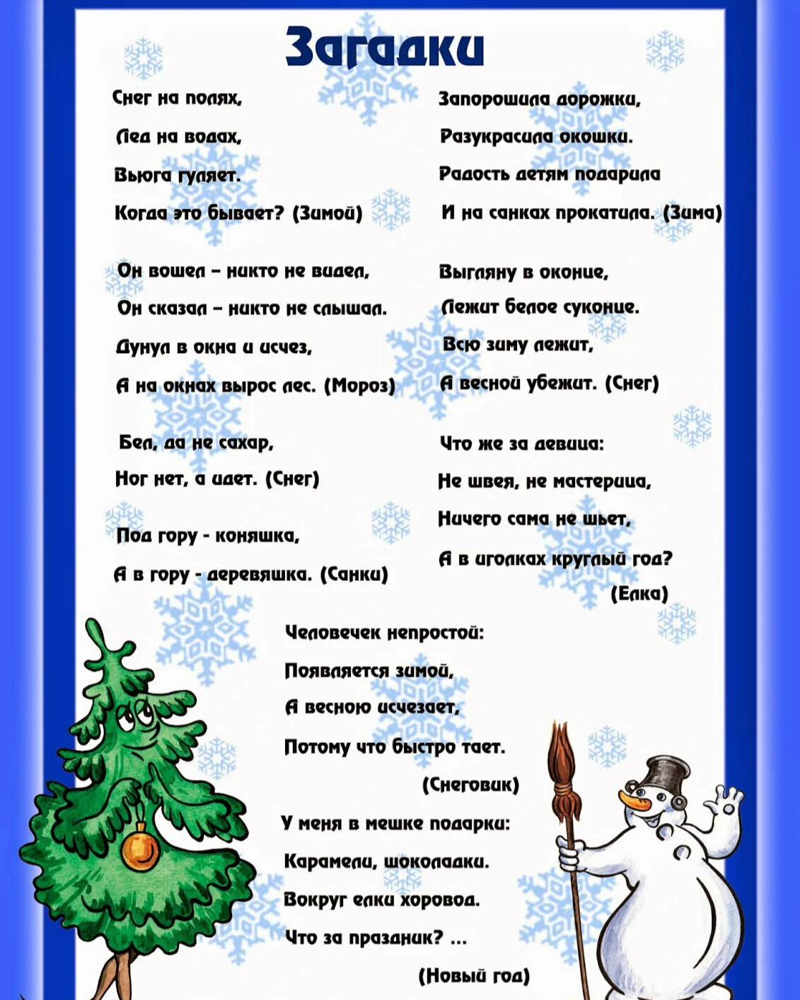 Загадки
Снег на полях,
Лед на водах,
Вьюга гуляет.
Когда это бывает? (Зимой)
Он вошел – никто не видел,
Он сказал – никто не слышал.
Дунул в окна и исчез,
А на окнах вырос лес. (Мороз)
Бел, да не сахар,
Ног нет, а идет. (Снег)
Под гору - коняшка,
А в гору - деревяшка. (Санки)
Запорошила дорожки,
Разукрасила окошки.
Радость детям подарила
И на санках прокатила. (Зима)
Выгляну в оконце,
Лежит белое суконце.
Всю зиму лежит,
А весной убежит. (Снег)
Что же за девица:
Не швея, не мастерица,
Ничего сама не шьет,
А в иголках круглый год?
(Елка)
Человечек непростой:
Появляется зимой,
А весною исчезает,
Потому что быстро тает.
(Снеговик)
У меня в мешке подарки:
Карамели, шоколадки.
Вокруг елки хоровод.
Что за праздник? ...
(Новый год)